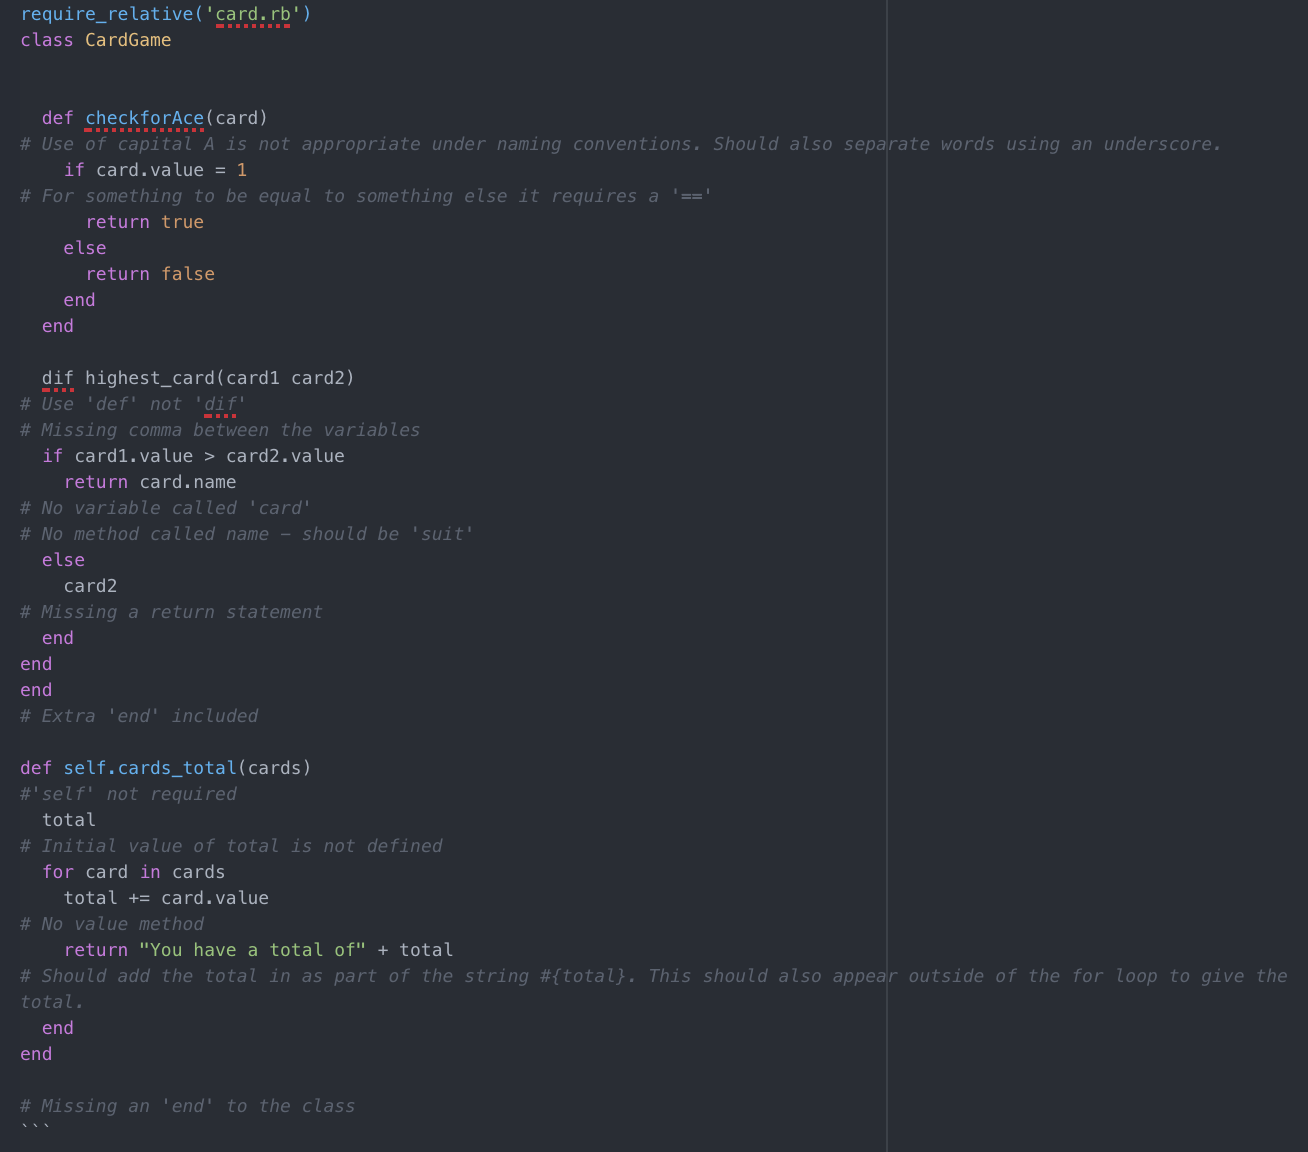 require_relative('card.rb')
class CardGame
def checkforAce(card)
# Use of capital A is not appropriate under naming conventions. Should also separate words using an underscore.
if card.value = 1
# For something to be equal to something else it requires a '=='
return true
else
return false
end
end
dif highest_card(card1 card2)
# Use 'def' not 'dif'
# Missing comma between the variables
if card1.value > card2.value
return card.name
# No variable called 'card'
# No method called name – should be 'suit'
else
card2
# Missing a return statement
end
end
end
# Extra 'end' included
def self.cards_total(cards)
#'self' not required
total
# Initial value of total is not defined
for card in cards
total += card.value
# No value method
return "You have a total of" + total
# Should add the total in as part of the string #{total}. This should also appear outside of the for loop to give the
total.
end
end
# Missing an 'end' to the class
```